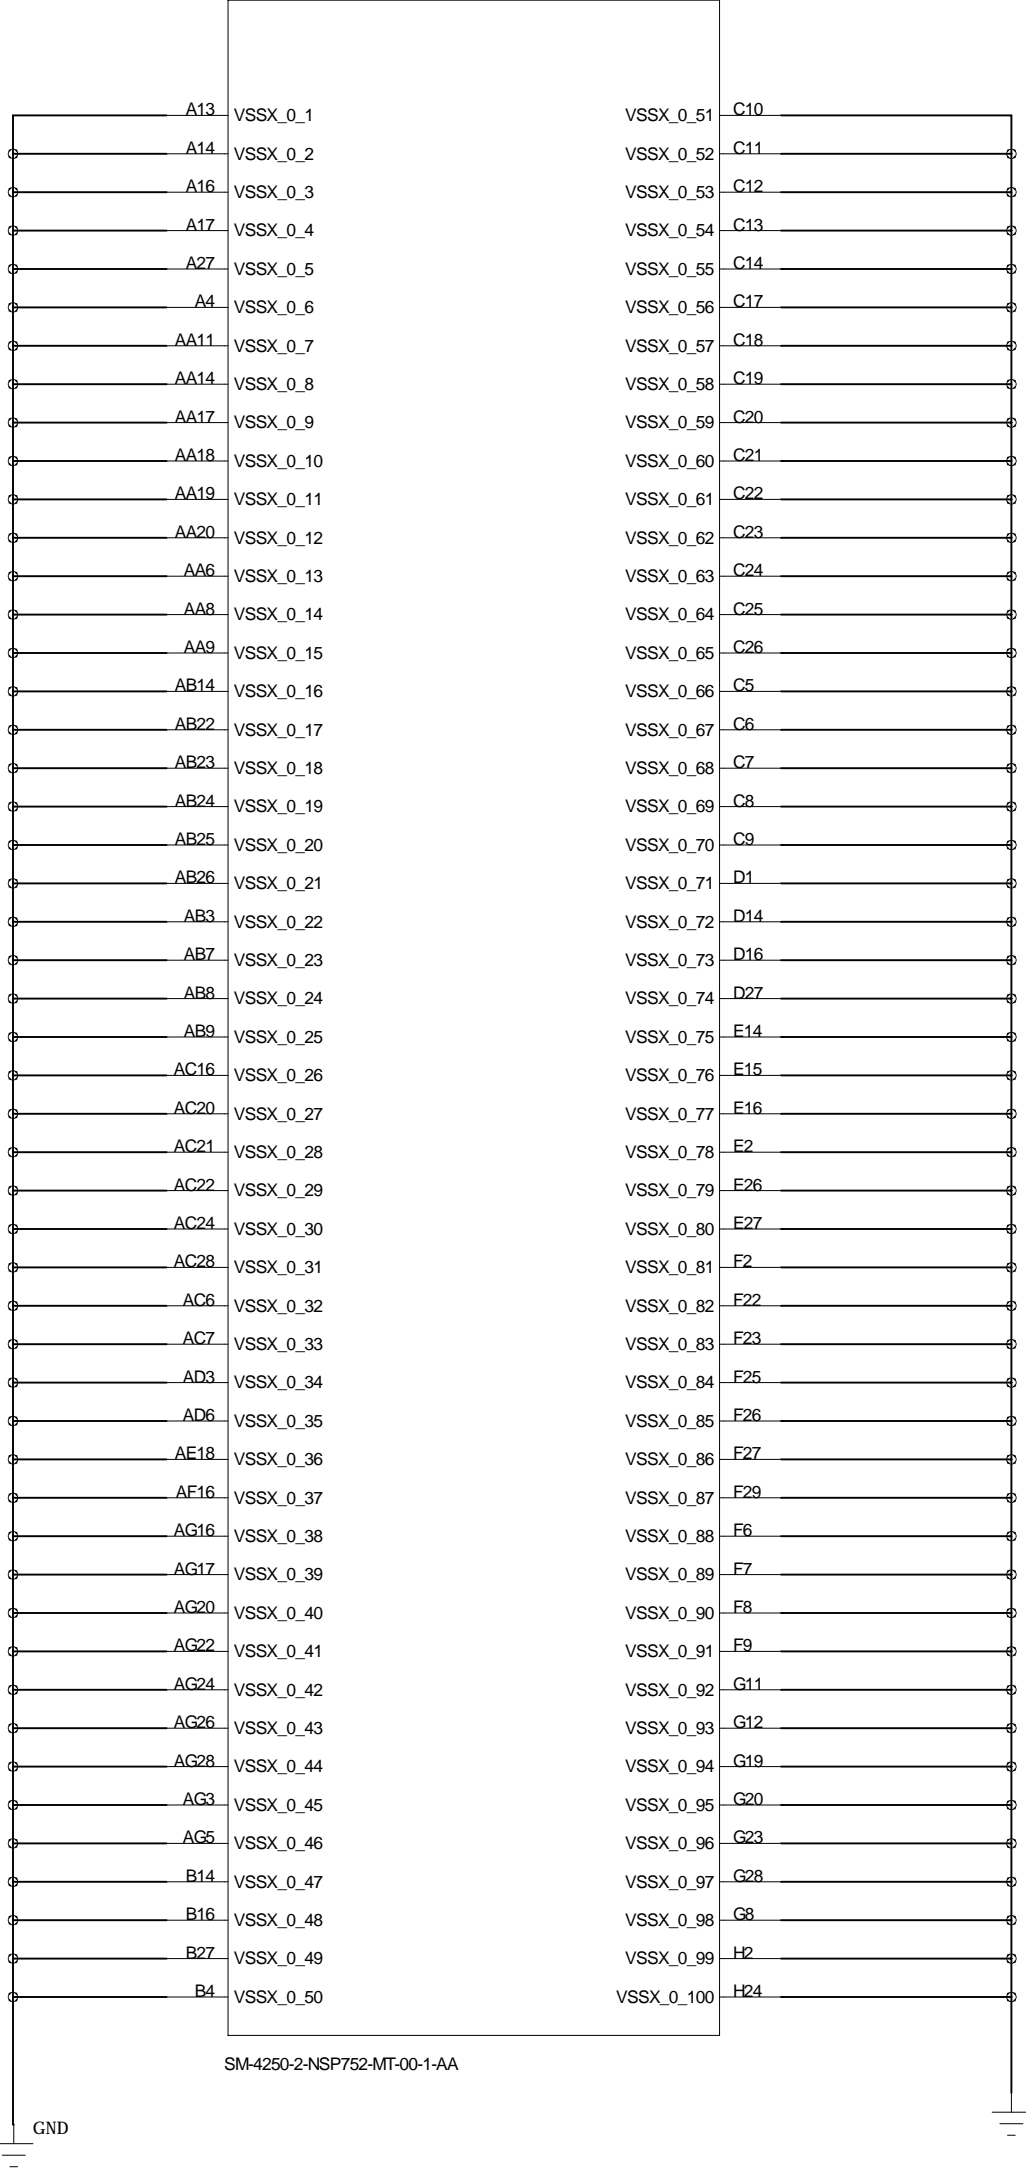 A13 VSSX_0_1 VSSX_0_51 C10
A14 VSSX_0_2 VSSX_0_52 C11
A16 VSSX_0_3 VSSX_0_53 C12
A17 VSSX_0_4 VSSX_0_54 C13
A27 VSSX_0_5 VSSX_0_55 C14
A4 VSSX_0_6 VSSX_0_56 C17
AA11 VSSX_0_7 VSSX_0_57 C18
AA14 VSSX_0_8 VSSX_0_58 C19
AA17 VSSX_0_9 VSSX_0_59 C20
AA18 VSSX_0_10 VSSX_0_60 C21
AA19 VSSX_0_11 VSSX_0_61 C22
AA20 VSSX_0_12 VSSX_0_62 C23
AA6 VSSX_0_13 VSSX_0_63 C24
AA8 VSSX_0_14 VSSX_0_64 C25
AA9 VSSX_0_15 VSSX_0_65 C26
AB14 VSSX_0_16 VSSX_0_66 C5
AB22 VSSX_0_17 VSSX_0_67 C6
AB23 VSSX_0_18 VSSX_0_68 C7
AB24 VSSX_0_19 VSSX_0_69 C8
AB25 VSSX_0_20 VSSX_0_70 C9
AB26 VSSX_0_21 VSSX_0_71 D1
AB3 VSSX_0_22 VSSX_0_72 D14
AB7 VSSX_0_23 VSSX_0_73 D16
AB8 VSSX_0_24 VSSX_0_74 D27
AB9 VSSX_0_25 VSSX_0_75 E14
AC16 VSSX_0_26 VSSX_0_76 E15
AC20 VSSX_0_27 VSSX_0_77 E16
AC21 VSSX_0_28 VSSX_0_78 E2
AC22 VSSX_0_29 VSSX_0_79 E26
AC24 VSSX_0_30 VSSX_0_80 E27
AC28 VSSX_0_31 VSSX_0_81 F2
AC6 VSSX_0_32 VSSX_0_82 F22
AC7 VSSX_0_33 VSSX_0_83 F23
AD3 VSSX_0_34 VSSX_0_84 F25
AD6 VSSX_0_35 VSSX_0_85 F26
AE18 VSSX_0_36 VSSX_0_86 F27
AF16 VSSX_0_37 VSSX_0_87 F29
AG16 VSSX_0_38 VSSX_0_88 F6
AG17 VSSX_0_39 VSSX_0_89 F7
AG20 VSSX_0_40 VSSX_0_90 F8
AG22 VSSX_0_41 VSSX_0_91 F9
AG24 VSSX_0_42 VSSX_0_92 G11
AG26 VSSX_0_43 VSSX_0_93 G12
AG28 VSSX_0_44 VSSX_0_94 G19
AG3 VSSX_0_45 VSSX_0_95 G20
AG5 VSSX_0_46 VSSX_0_96 G23
B14 VSSX_0_47 VSSX_0_97 G28
B16 VSSX_0_48 VSSX_0_98 G8
B27 VSSX_0_49 VSSX_0_99 H2
B4 VSSX_0_50 VSSX_0_100 H24
SM-4250-2-NSP752-MT-00-1-AA
GND